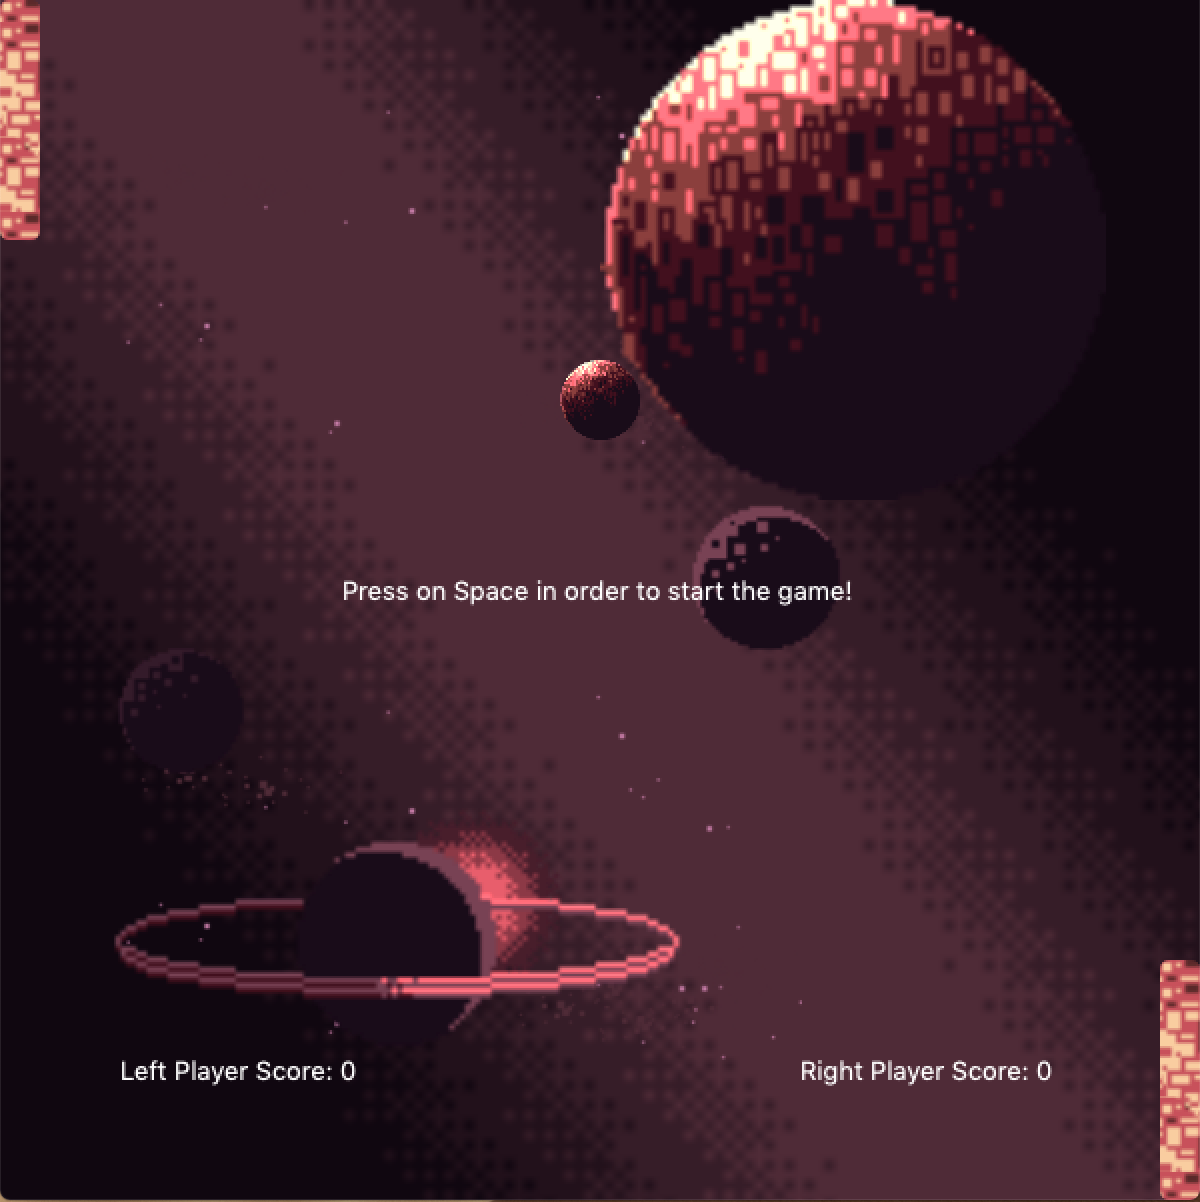 Press on Space in order to start the game!
Left Player Score: 0
Right Player Score: 0